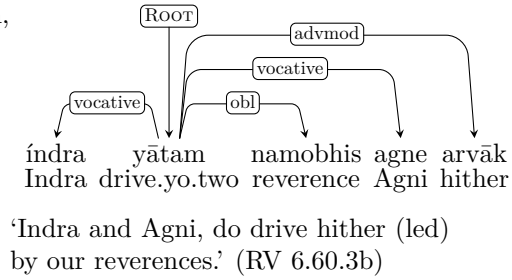 ROOT
advmod
vocative
vocative obl
índra yātam namobhis agne arvāk
Indra drive.yo.two reverence Agni hither
‘Indra and Agni, do drive hither (led)
by our reverences.’ (RV 6.60.3b)